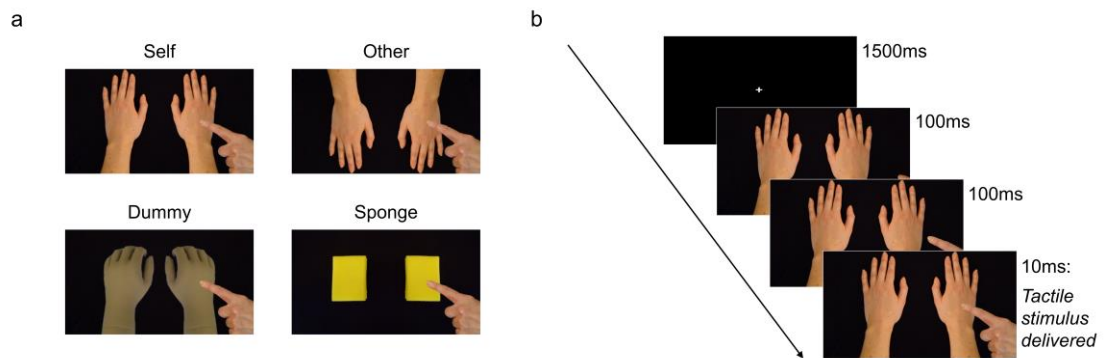 a
Self
Other
Dummy
Sponge
b
1500ms
100ms
100ms
10ms:
Tactile
stimulus
delivered